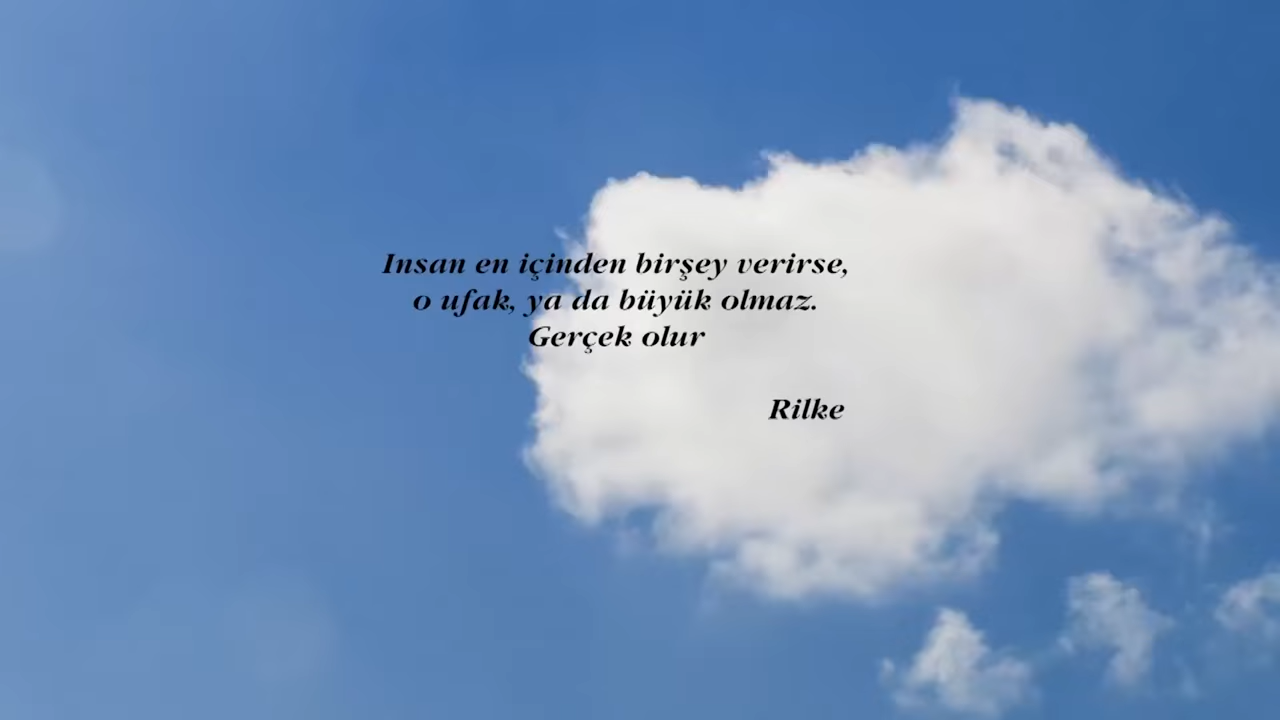 Insan en içinden birşey verirse,
o ufak, ya da büyük olmaz.
Gerçek olur
Rilke